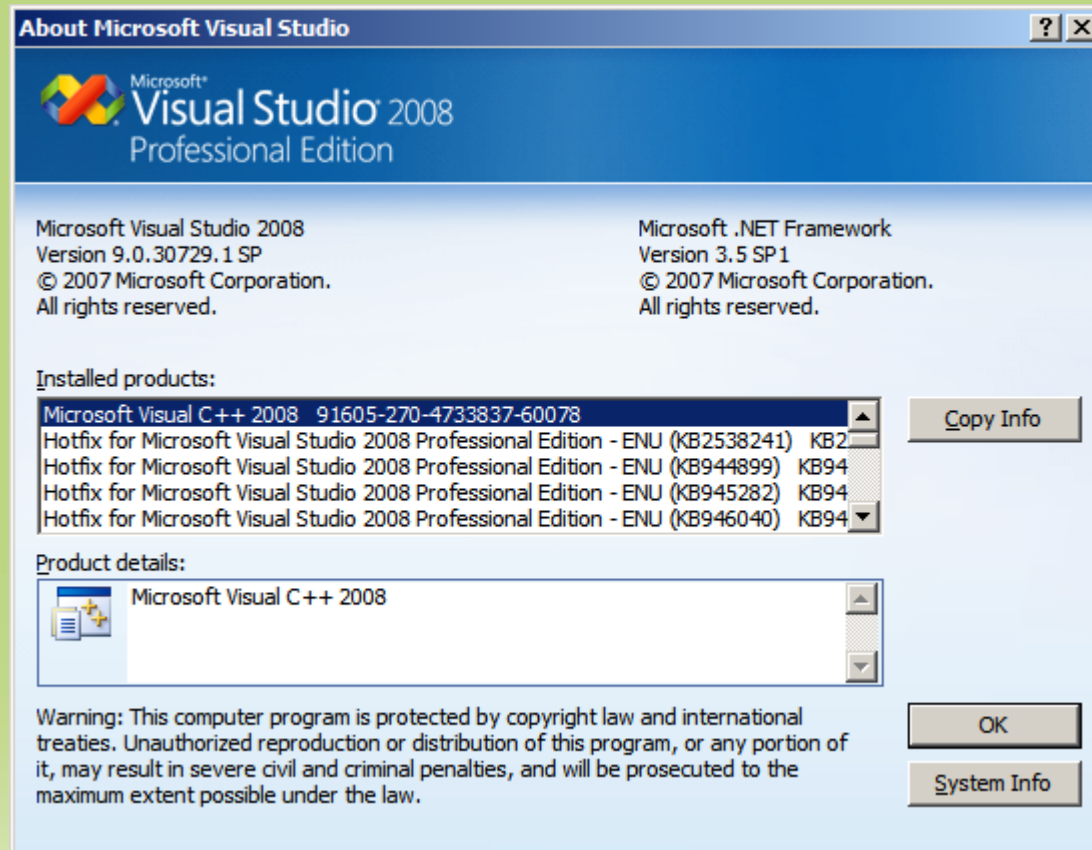 About Microsoft Visual Studio
Microsoft®
Visual Studio® 2008
Professional Edition
Microsoft Visual Studio 2008
Version 9.0.30729.1 SP
© 2007 Microsoft Corporation.
All rights reserved.
Microsoft .NET Framework
Version 3.5 SP1
© 2007 Microsoft Corporation.
All rights reserved.
Installed products:
Microsoft Visual C++ 2008 91605-270-4733837-60078
Hotfix for Microsoft Visual Studio 2008 Professional Edition - ENU (KB2538241) KB2
Hotfix for Microsoft Visual Studio 2008 Professional Edition - ENU (KB944899) KB94
Hotfix for Microsoft Visual Studio 2008 Professional Edition - ENU (KB945282) KB94
Hotfix for Microsoft Visual Studio 2008 Professional Edition - ENU (KB946040) KB94
Copy Info
Product details:
Microsoft Visual C++ 2008
Warning: This computer program is protected by copyright law and international
treaties. Unauthorized reproduction or distribution of this program, or any portion of
it, may result in severe civil and criminal penalties, and will be prosecuted to the
maximum extent possible under the law.
OK
System Info